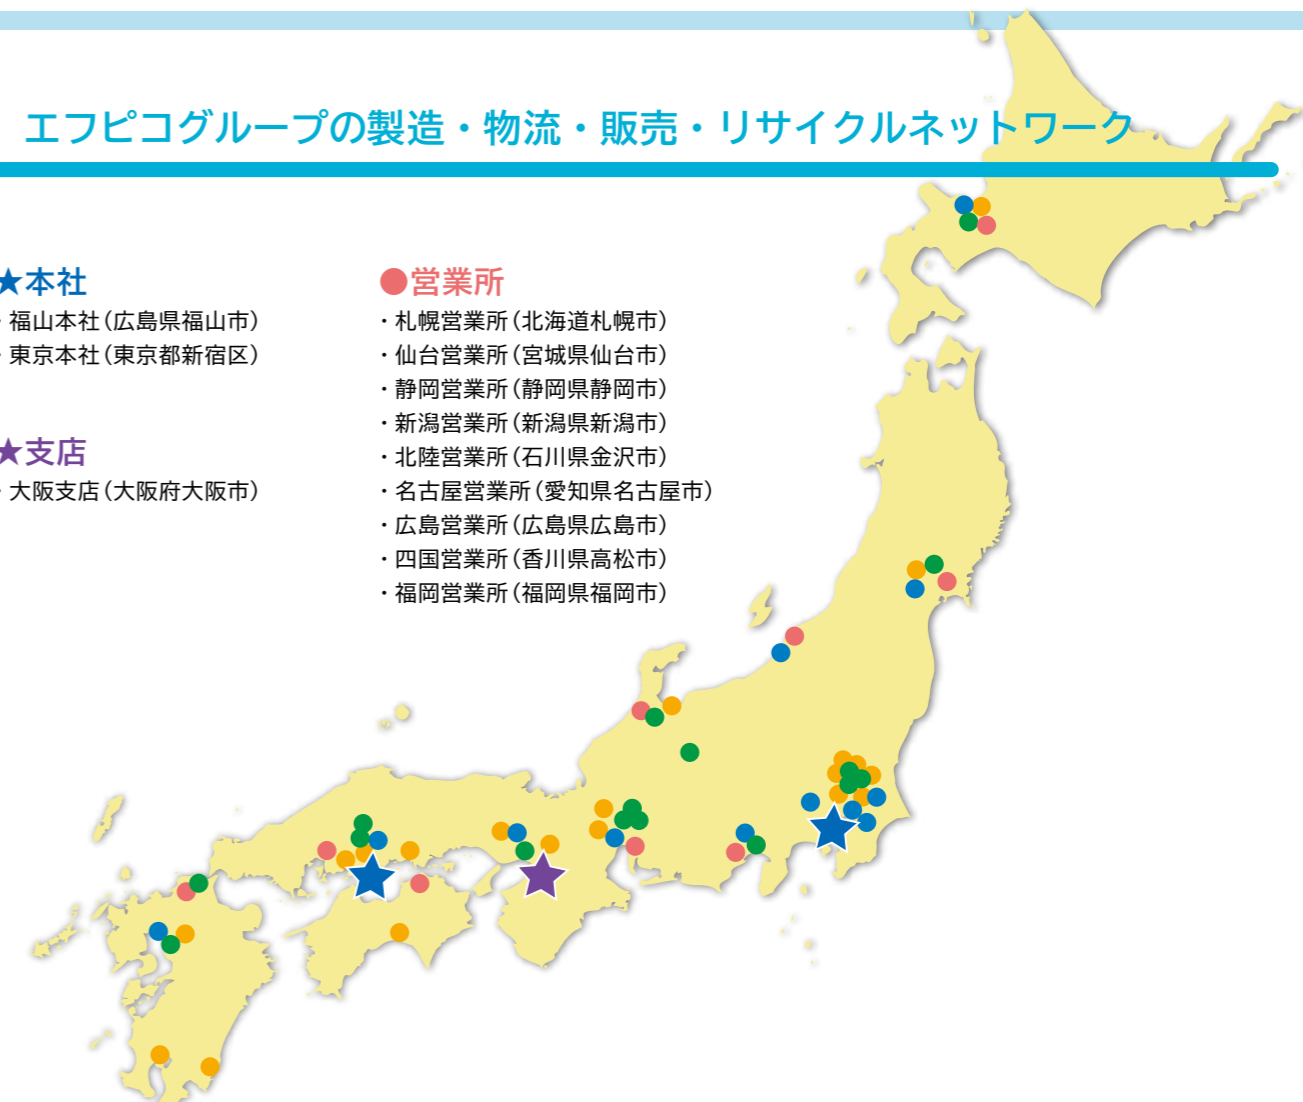 エフピコグループの製造・物流・販売・リサイクルネットワーク
★本社
・福山本社(広島県福山市)
・東京本社(東京都新宿区)
★支店
・大阪支店(大阪府大阪市)
●営業所
・札幌営業所(北海道札幌市)
・仙台営業所(宮城県仙台市)
・静岡営業所(静岡県静岡市)
・新潟営業所(新潟県新潟市)
・北陸営業所(石川県金沢市)
・名古屋営業所(愛知県名古屋市)
・広島営業所(広島県広島市)
・四国営業所(香川県高松市)
・福岡営業所(福岡県福岡市)